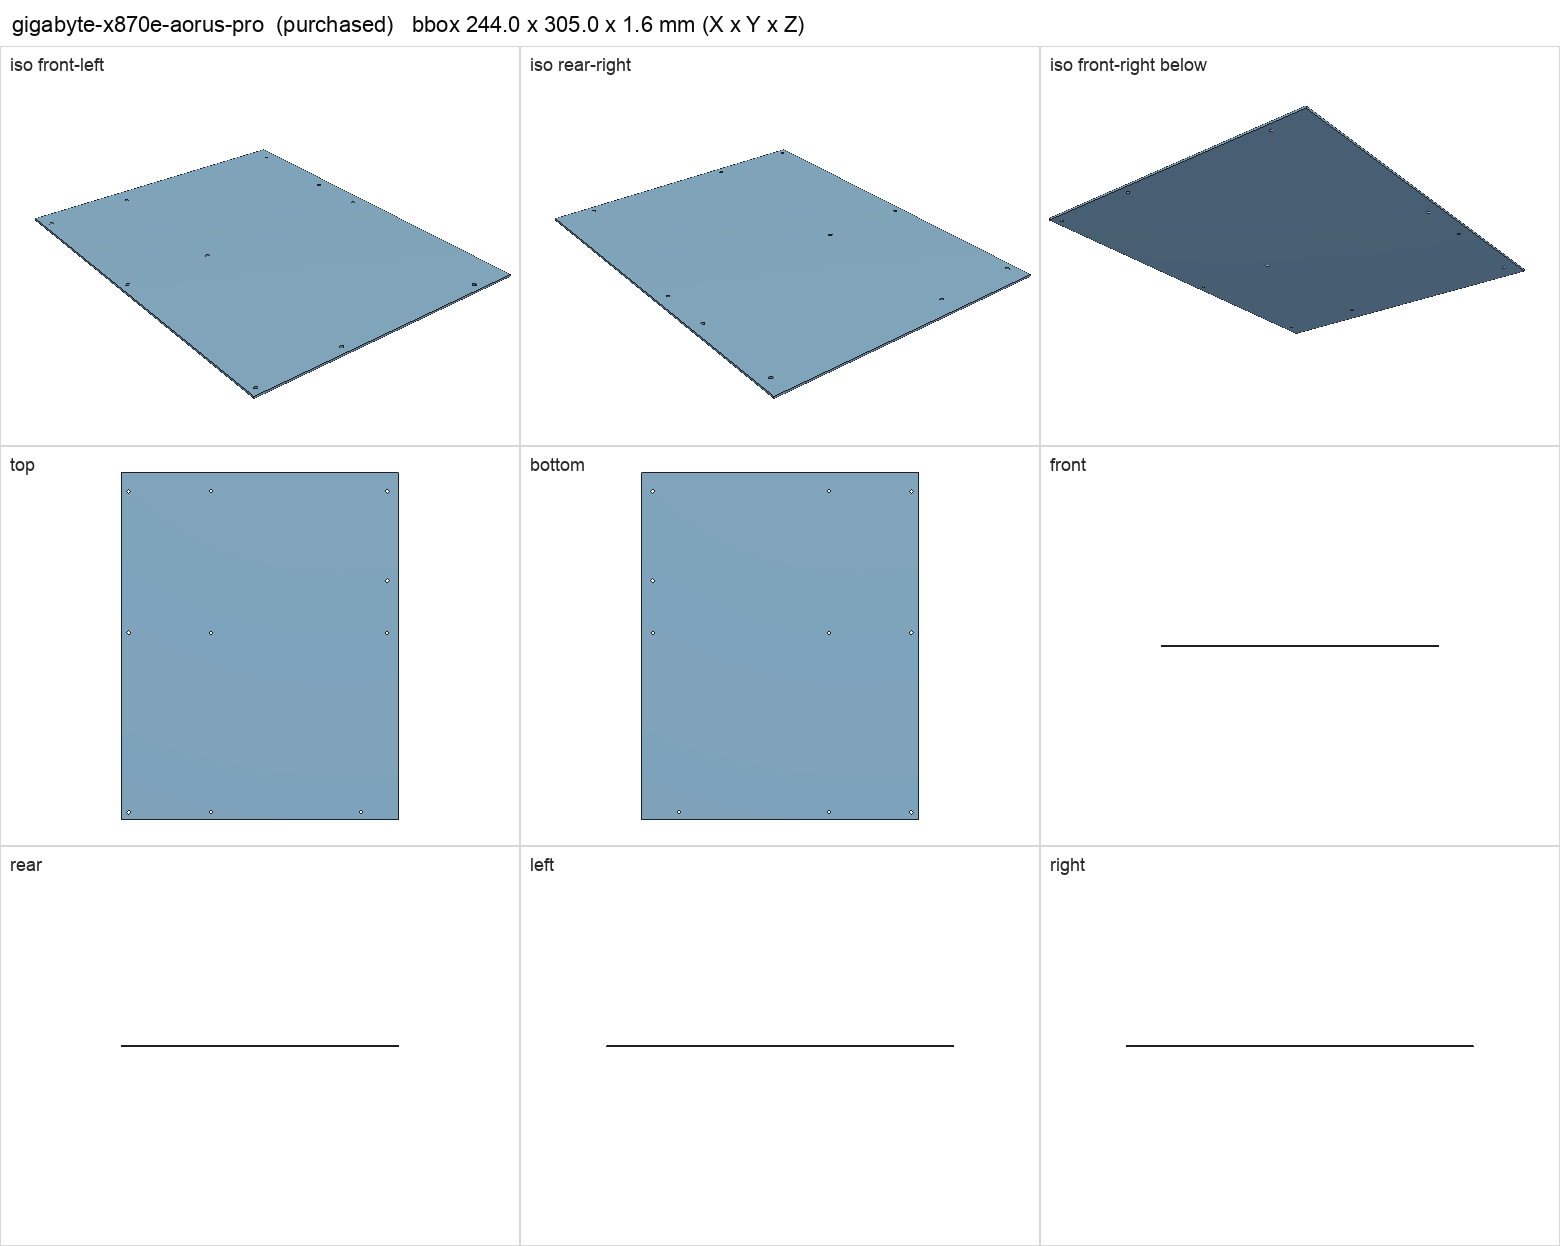 gigabyte-x870e-aorus-pro (purchased) bbox 244.0 x 305.0 x 1.6 mm (X x Y x Z)
iso front-left
iso rear-right
iso front-right below
top
bottom
front
rear
left
right